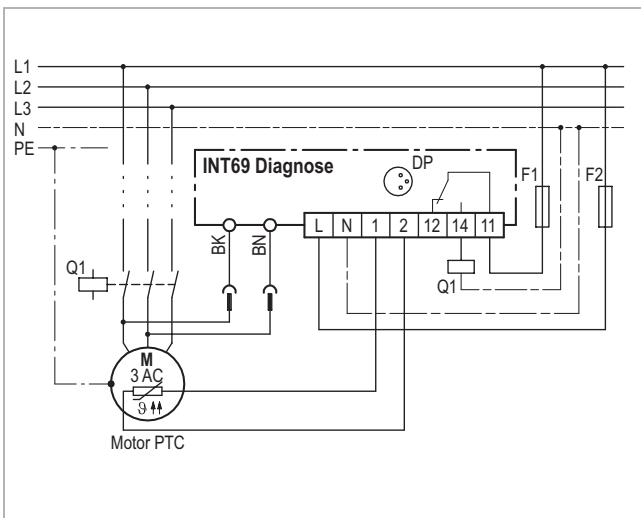 L1
L2
L3
N
PE
INT69 Diagnose
DP
F1
F2
L N 1 2 12 14 11
BK
BN
Q1
Q1
M
3 AC
ϑ
Motor PTC